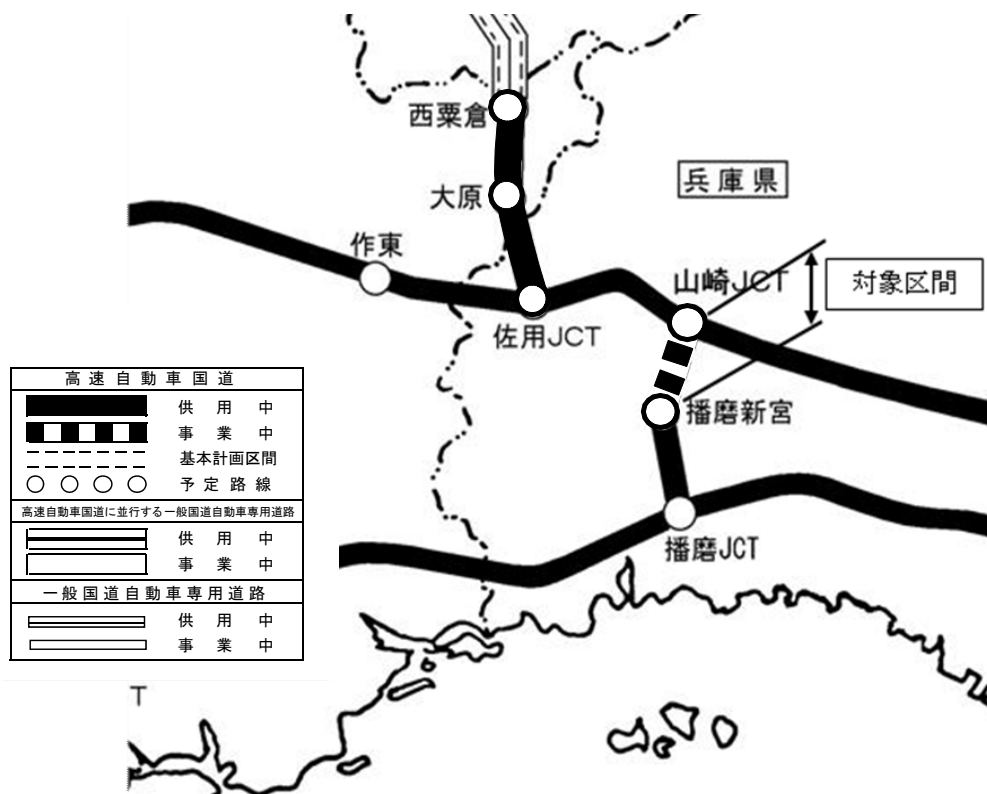 西粟倉
大原
兵庫県
作東
山崎JCT
対象区間
佐用JCT
播磨新宮
播磨JCT
高速自動車国道
供用中
事業中
基本計画区間
予定路線
高速自動車国道に並行する一般国道自動車専用道路
供用中
事業中
一般国道自動車専用道路
供用中
事業中
T